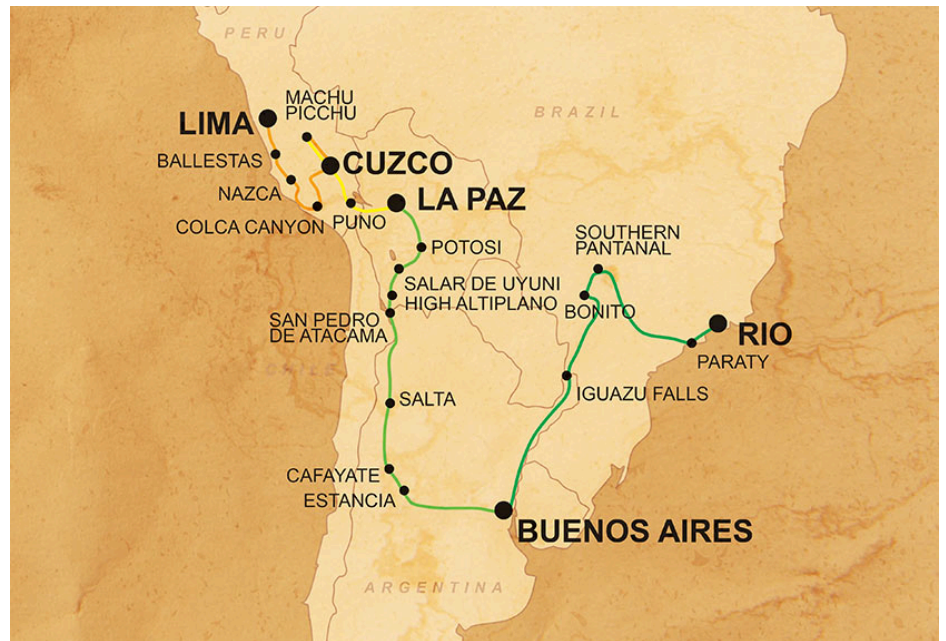 PERU
MACHU
PICCHU
BRAZIL
LIMA
BALLESTAS
CUZCO
NAZCA
LA PAZ
COLCA CANYON
PUNO
POTOSI
SOUTHERN
PANTANAL
SALAR DE UYUNI
HIGH ALTIPLANO
BONITO
SAN PEDRO
DE ATACAMA
RIO
PARATY
CHILE
IGUAZU FALLS
SALTA
CAFAYATE
ESTANCIA
BUENOS AIRES
ARGENTINA